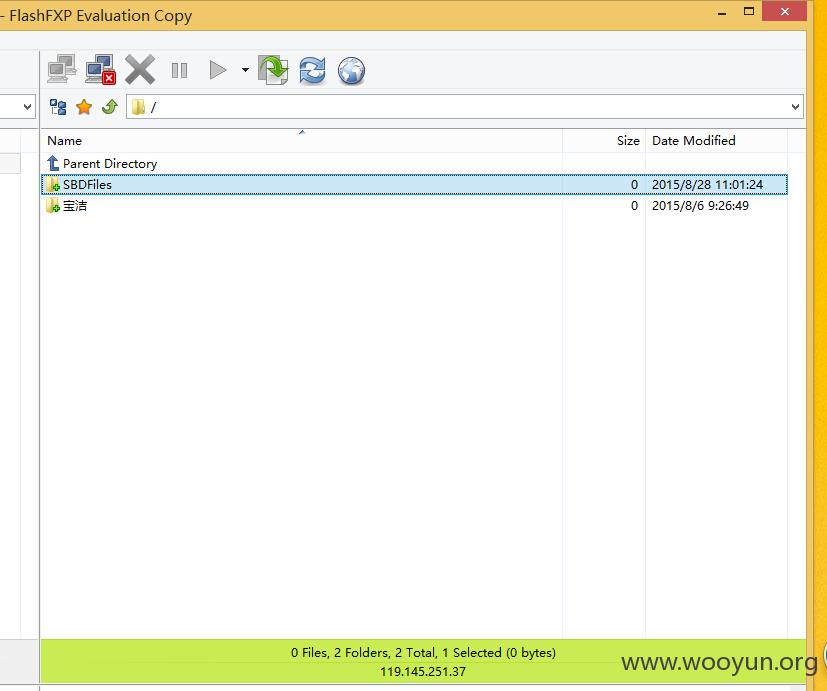 - FlashFXP Evaluation Copy
/
Name Size Date Modified
Parent Directory
SBDFiles 0 2015/8/28 11:01:24
宝洁 0 2015/8/6 9:26:49
0 Files, 2 Folders, 2 Total, 1 Selected (0 bytes)
119.145.251.37
www.wooyun.org